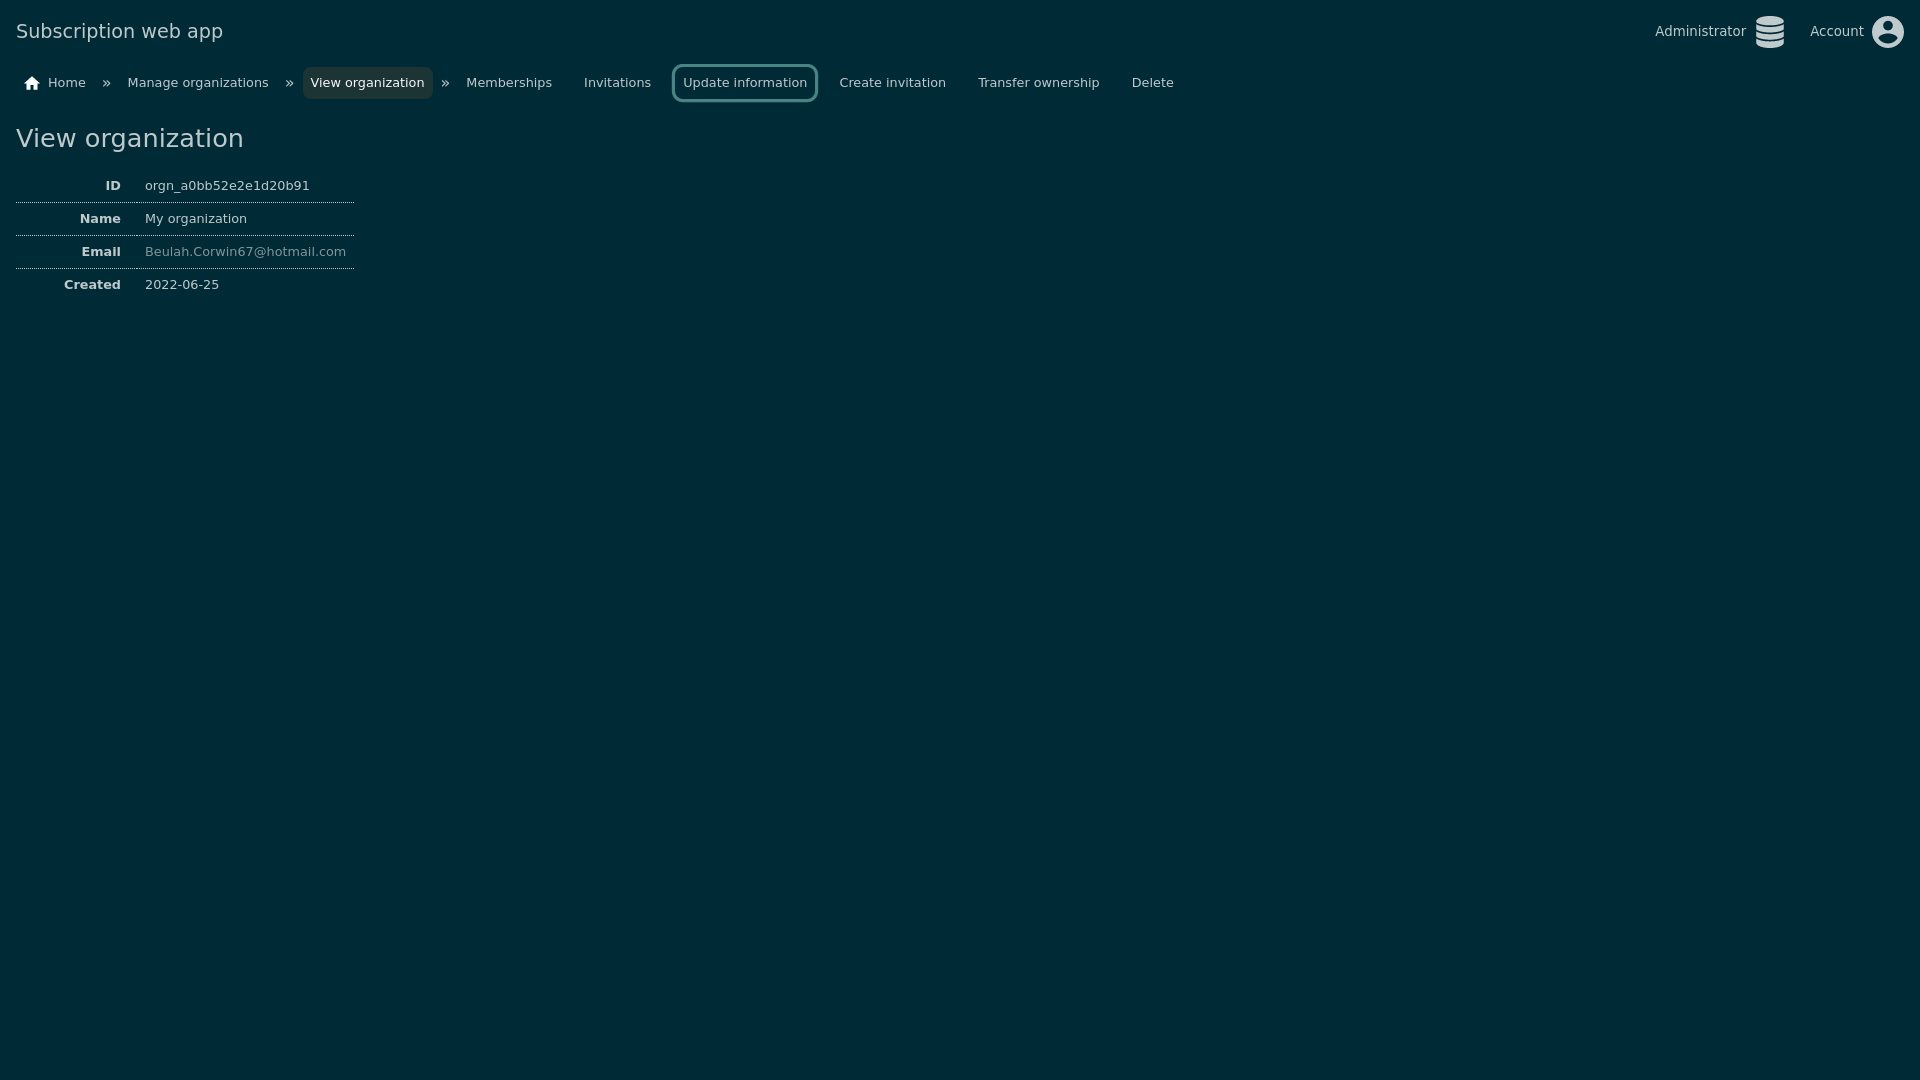 Subscription web app
Administrator
Account
Home » Manage organizations » View organization » Memberships Invitations Update information Create invitation Transfer ownership Delete
View organization
ID orgn_a0bb52e2e1d20b91
Name My organization
Email Beulah.Corwin67@hotmail.com
Created 2022-06-25